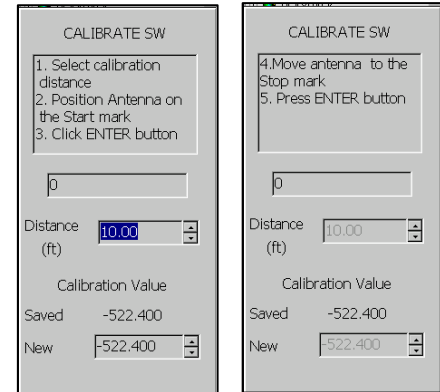 CALIBRATE SW
1. Select calibration
distance
2. Position Antenna on
the Start mark
3. Click ENTER button
0
Distance 10.00
(ft)
Calibration Value
Saved -522.400
New -522.400
CALIBRATE SW
4.Move antenna to the
Stop mark
5. Press ENTER button
0
Distance 10.00
(ft)
Calibration Value
Saved -522.400
New -522.400